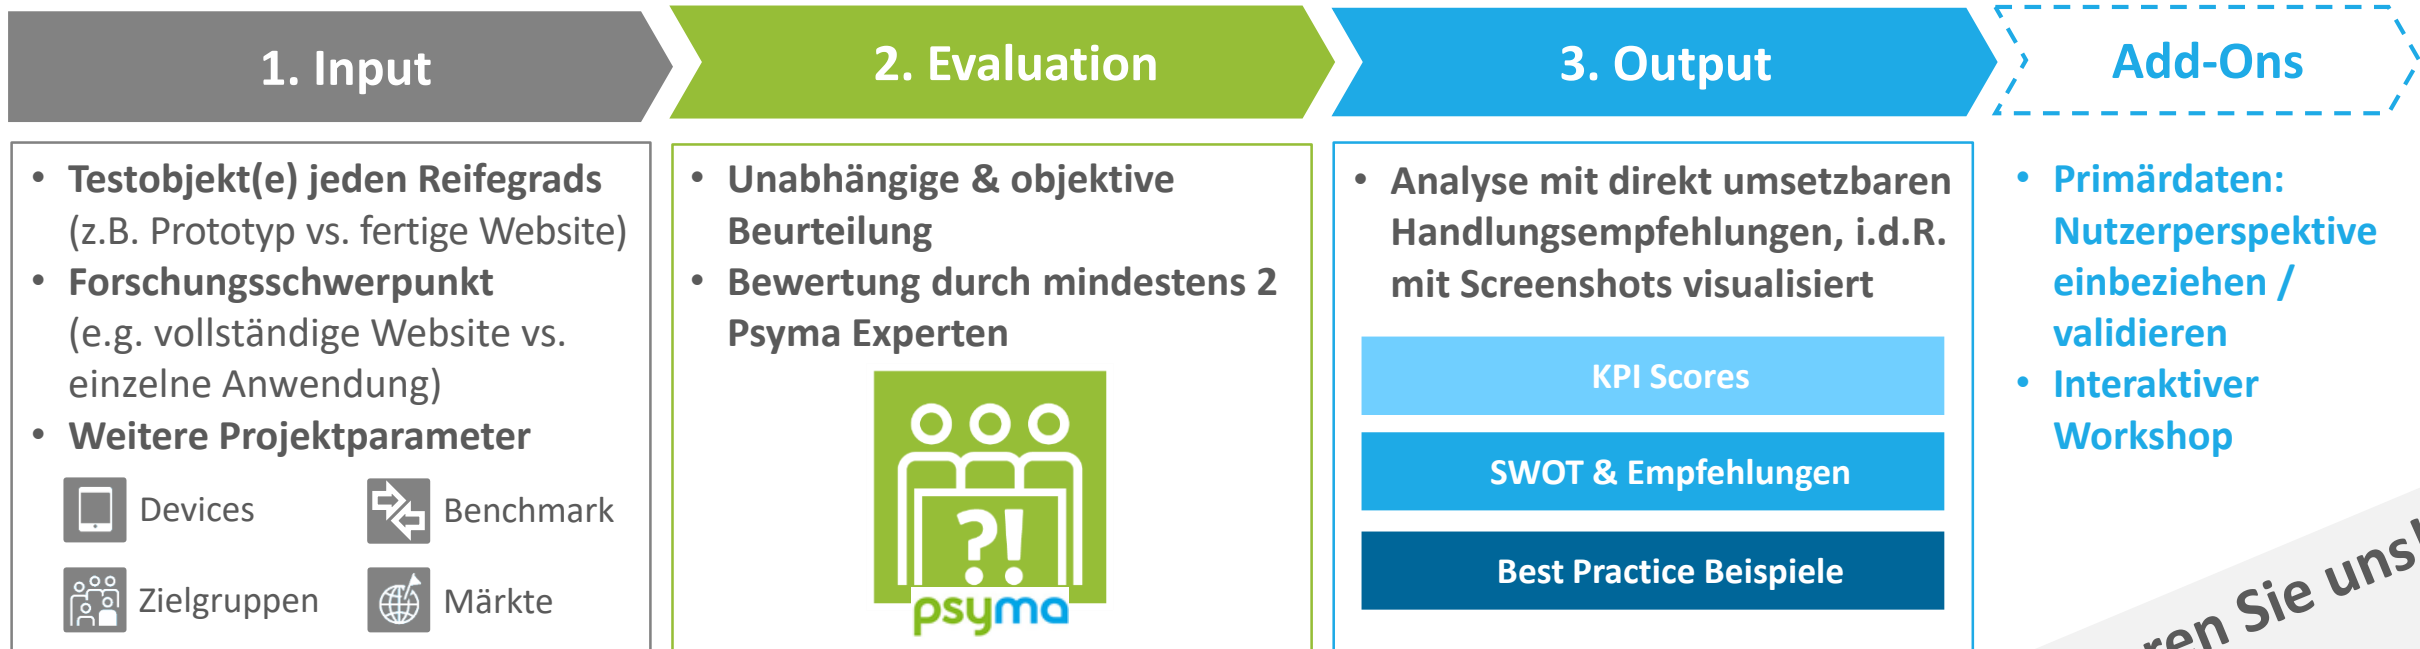 1. Input
2. Evaluation
3. Output
Add-Ons
• Testobjekt(e) jeden Reifegrads
(z.B. Prototyp vs. fertige Website)
• Forschungsschwerpunkt
(e.g. vollständige Website vs.
einzelne Anwendung)
• Weitere Projektparameter
Devices
Benchmark
Zielgruppen
Märkte
• Unabhängige & objektive
Beurteilung
• Bewertung durch mindestens 2
Psyma Experten
?!
psyma
• Analyse mit direkt umsetzbaren
Handlungsempfehlungen, i.d.R.
mit Screenshots visualisiert
KPI Scores
SWOT & Empfehlungen
Best Practice Beispiele
• Primärdaten:
Nutzerperspektive
einbeziehen /
validieren
• Interaktiver
Workshop
Sie uns!